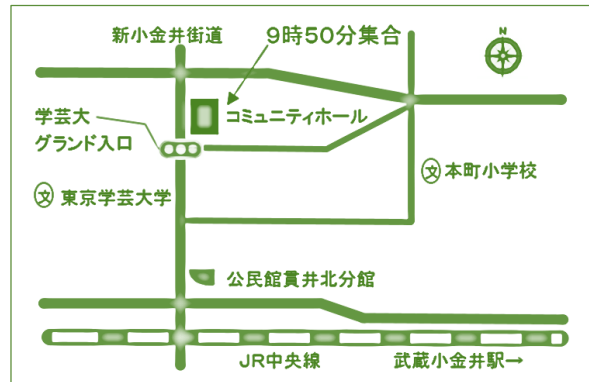 新小金井街道
9時50分集合
N
コミュニティホール
学芸大
グランド入口
文 本町小学校
文 東京学芸大学
公民館貫井北分館
JR中央線
武蔵小金井駅→